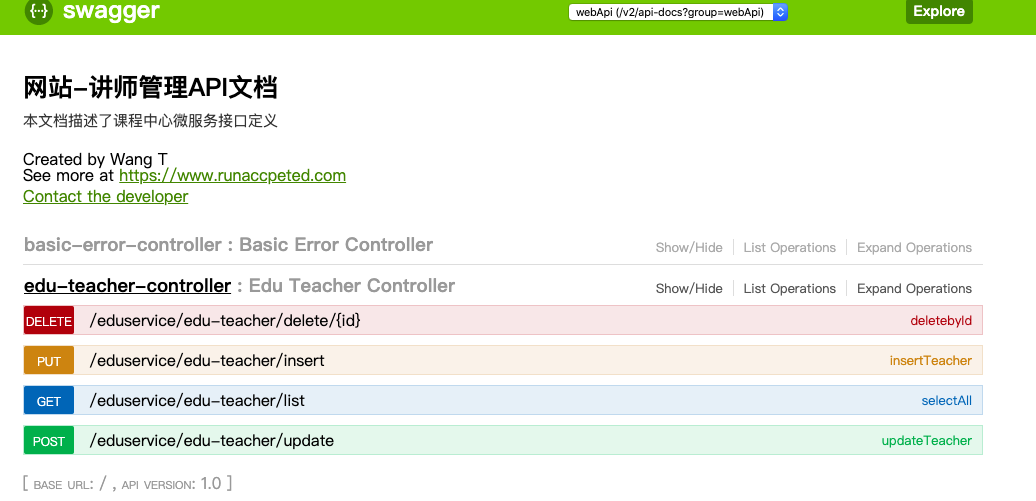 {···} swagger webApi (/v2/api-docs?group=webApi) Explore
网站-讲师管理API文档
本文档描述了课程中心微服务接口定义
Created by Wang T
See more at https://www.runaccpeted.com
Contact the developer
basic-error-controller : Basic Error Controller Show/Hide List Operations Expand Operations
edu-teacher-controller : Edu Teacher Controller Show/Hide List Operations Expand Operations
DELETE /eduservice/edu-teacher/delete/{id} deletebyId
PUT /eduservice/edu-teacher/insert insertTeacher
GET /eduservice/edu-teacher/list selectAll
POST /eduservice/edu-teacher/update updateTeacher
[ BASE URL: / , API VERSION: 1.0 ]